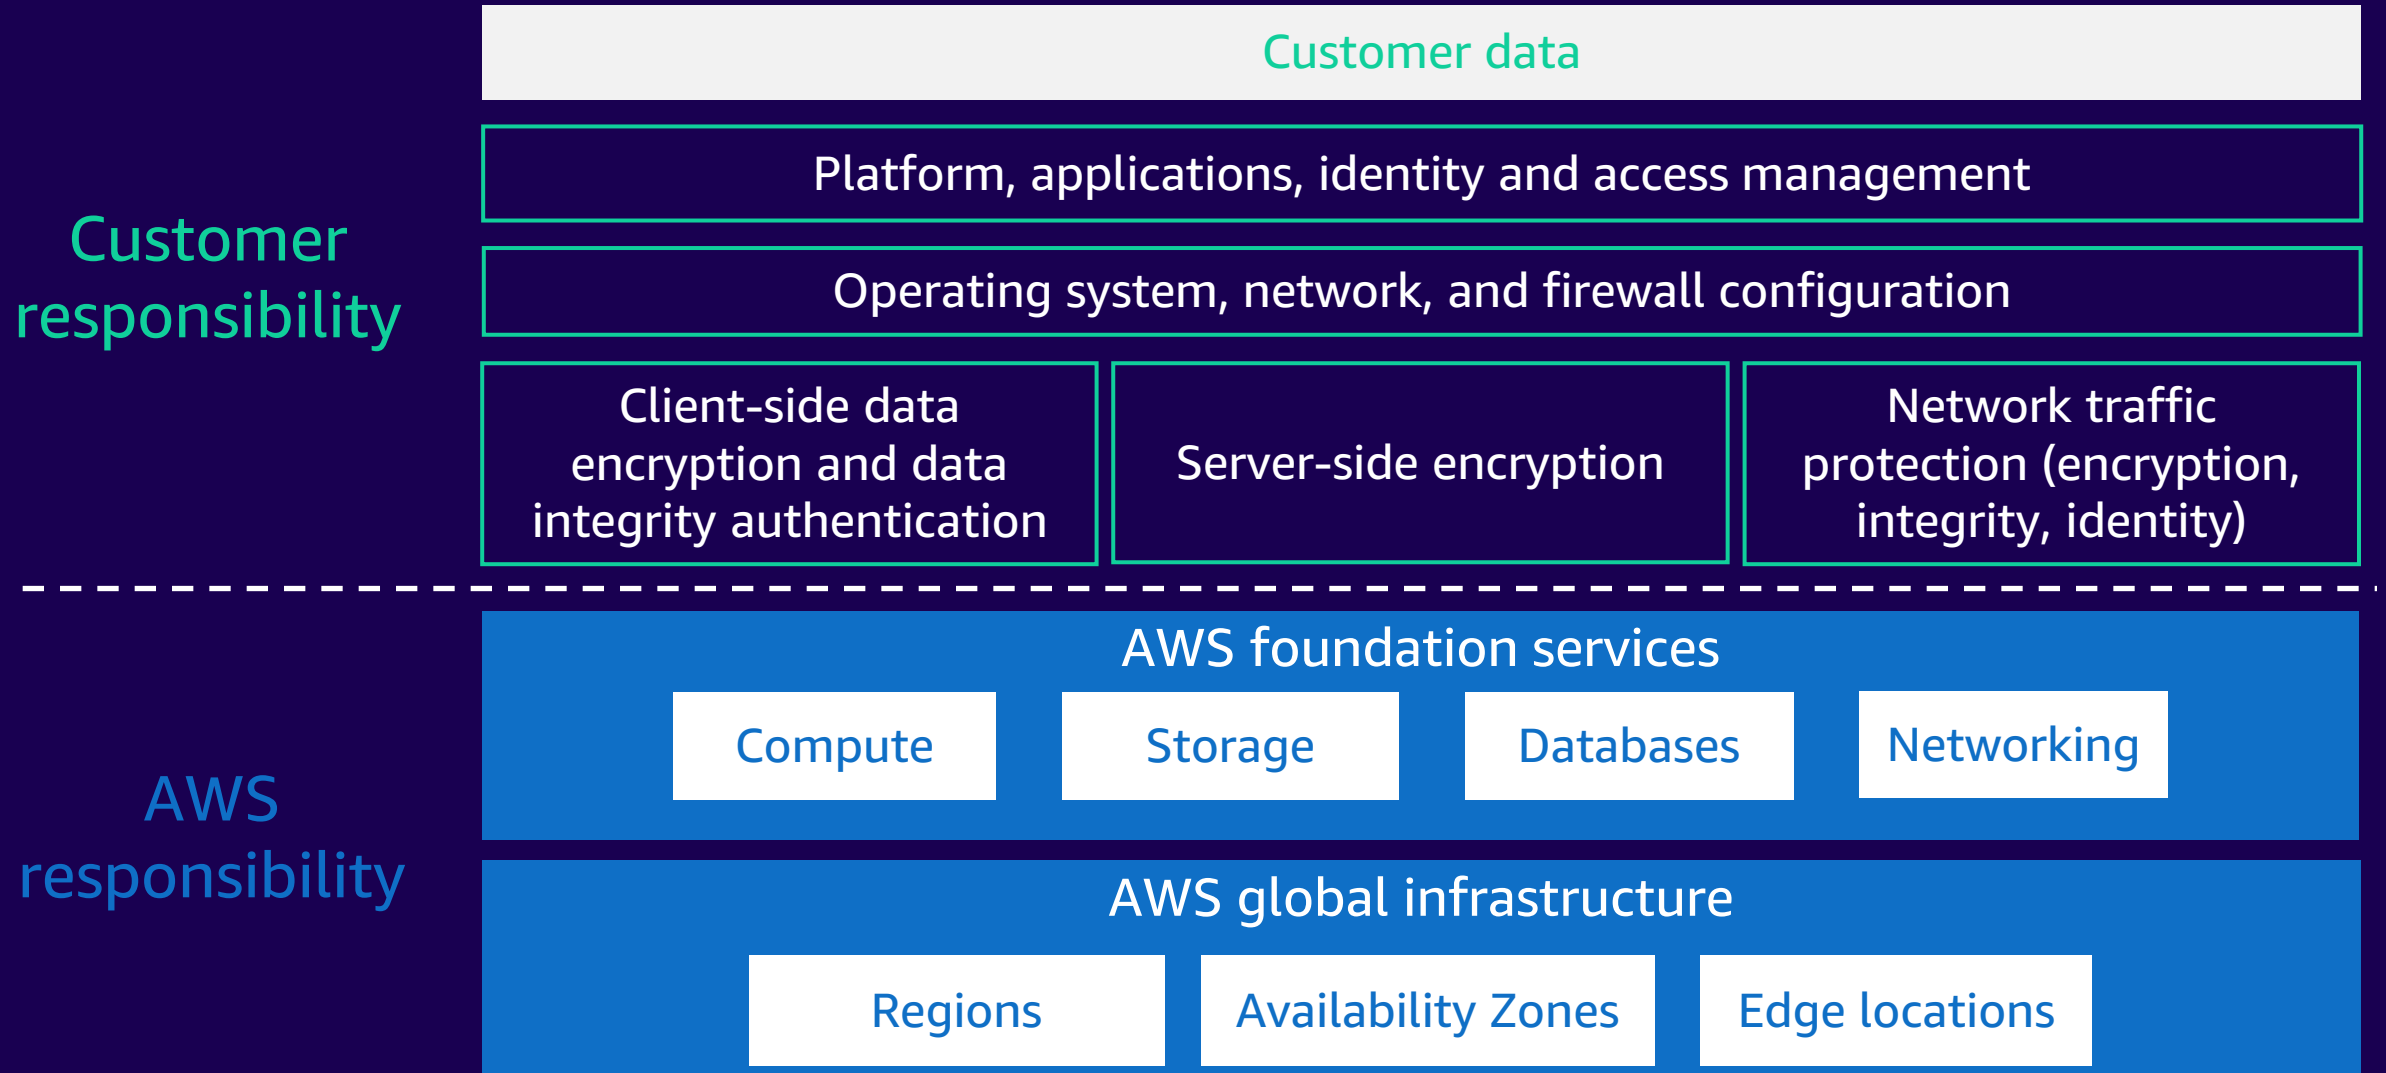 Customer data
Platform, applications, identity and access management
Customer
responsibility
Operating system, network, and firewall configuration
Client-side data
encryption and data
integrity authentication
Server-side encryption
Network traffic
protection (encryption,
integrity, identity)
AWS foundation services
Compute
Storage
Databases
Networking
AWS
responsibility
AWS global infrastructure
Regions
Availability Zones
Edge locations